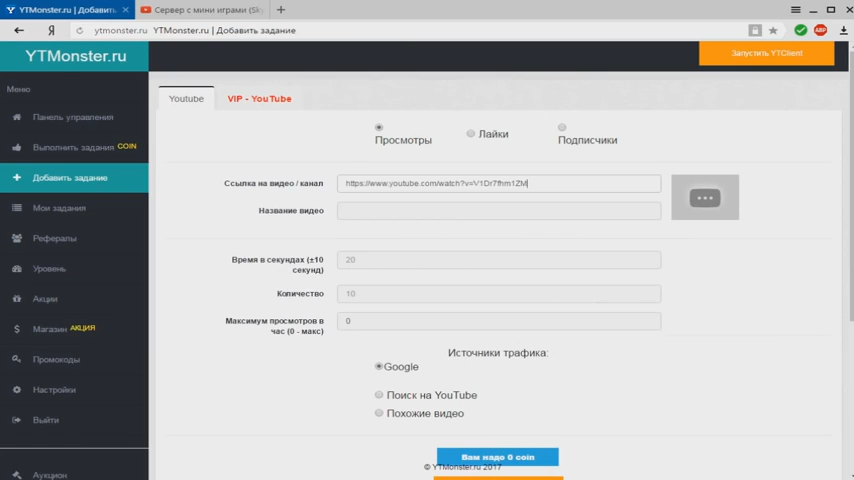 YTMonster.ru | Добавить
Сервер с мини играми (Sky
ytmonster.ru YTMonster.ru | Добавить задание
YTMonster.ru
Запустить YTClient
Меню
Панель управления
Выполнить задания COIN
Добавить задание
Мои задания
Рефералы
Уровень
Акции
Магазин АКЦИЯ
Промокоды
Настройки
Выйти
Аукцион
Youtube
VIP - YouTube
Просмотры
Лайки
Подписчики
Ссылка на видео / канал
https://www.youtube.com/watch?v=V1Dr7fhm1ZM
Название видео
Время в секундах (±10 секунд)
20
Количество
10
Максимум просмотров в час (0 - макс)
0
Источники трафика:
Google
Поиск на YouTube
Похожие видео
Вам надо 0 coin
© YTMonster.ru 2017